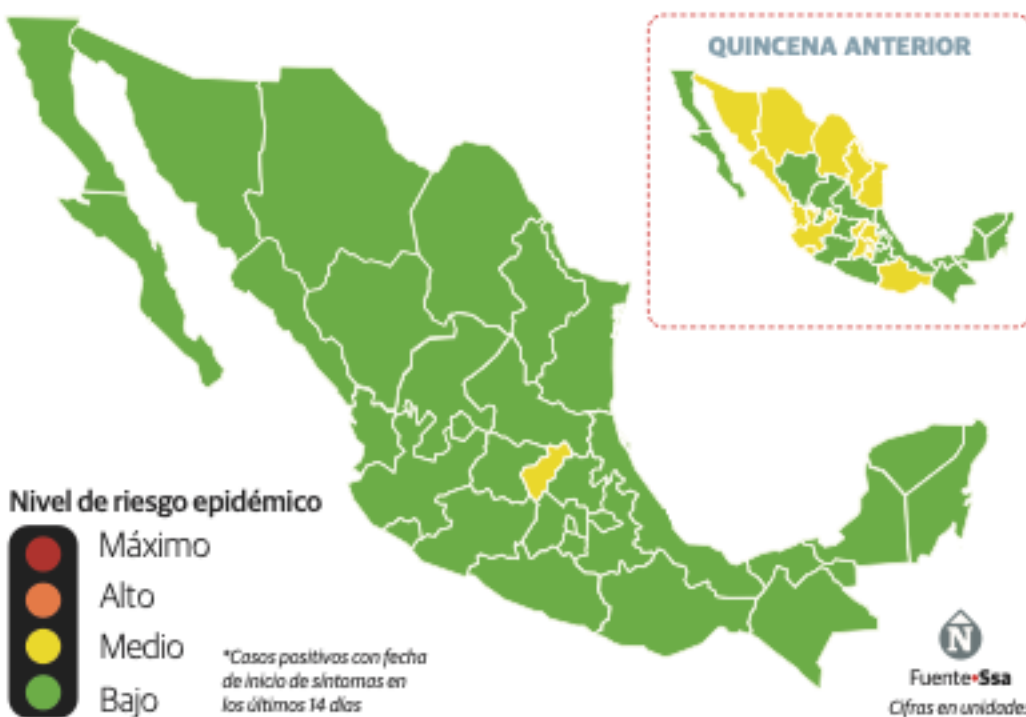 QUINCENA ANTERIOR
Nivel de riesgo epidémico
Máximo
Alto
Medio
Bajo
*Casos positivos con fecha
de inicio de síntomas en
los últimos 14 días
N
Fuente•Ssa
Cifras en unidades